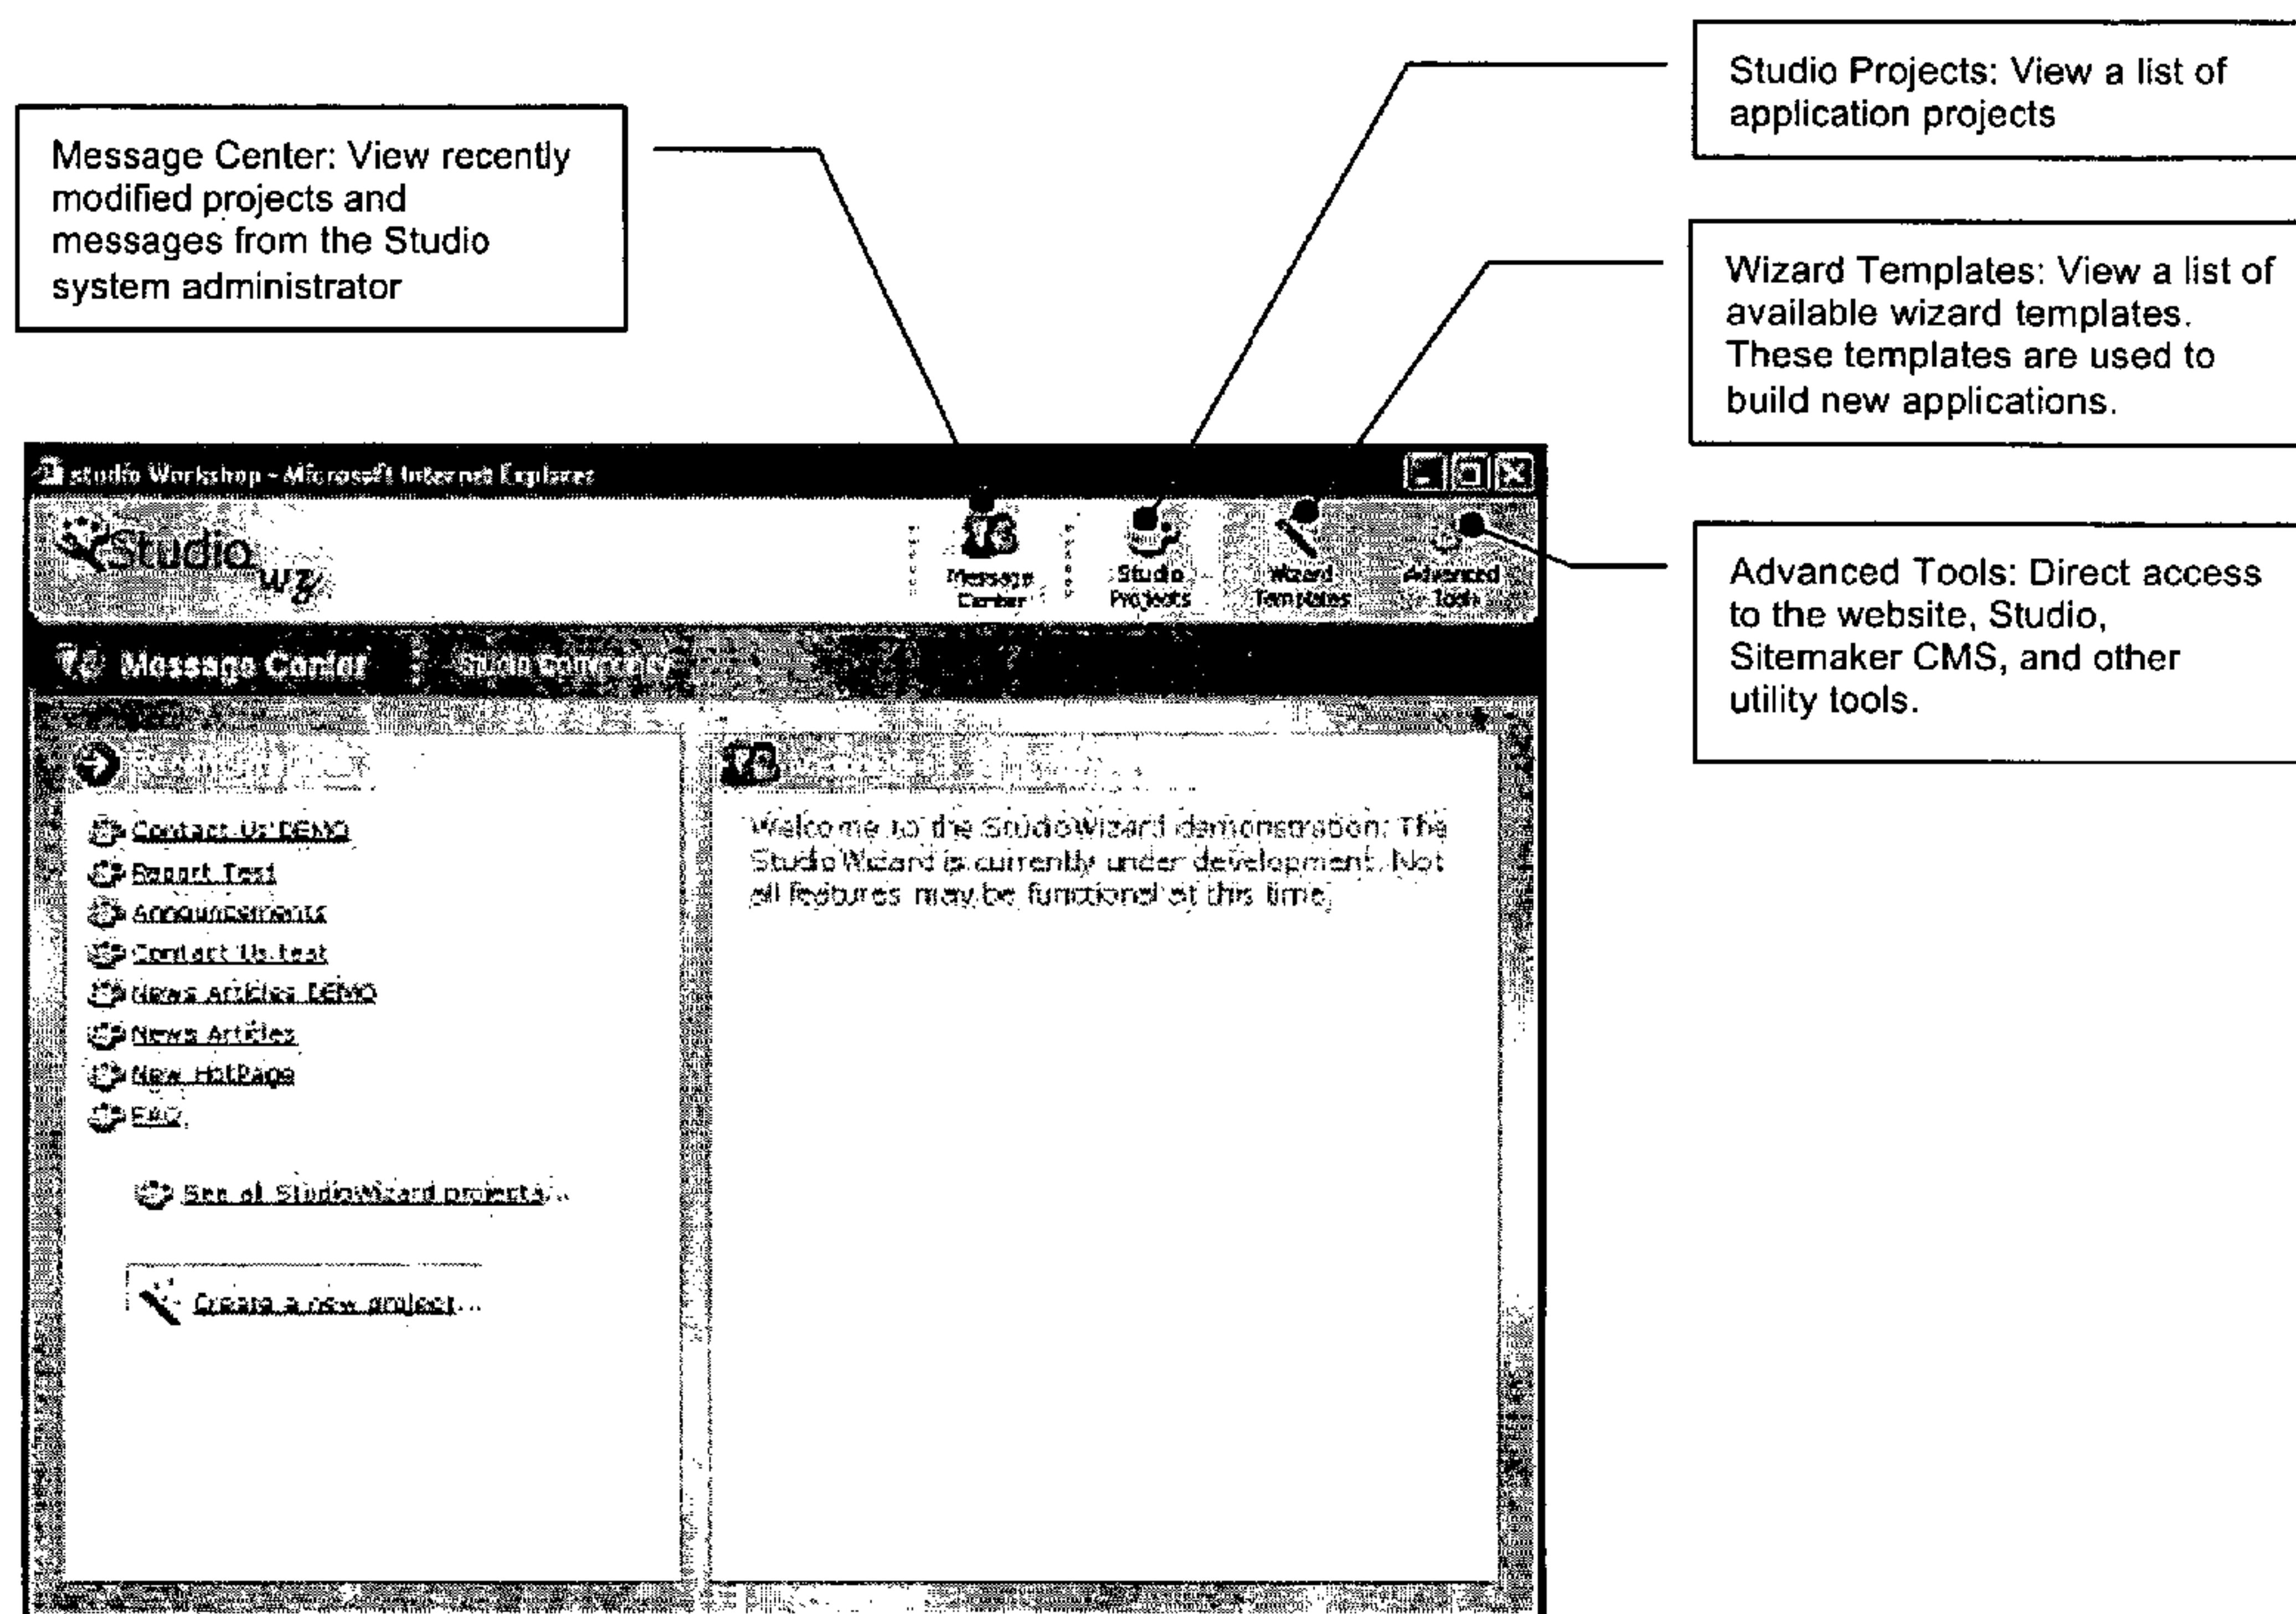 Studio Projects: View a list of
application projects
Message Center: View recently
modified projects and
messages from the Studio
system administrator
Wizard Templates: View a list of
available wizard templates.
These templates are used to
build new applications.
Advanced Tools: Direct access
to the website, Studio,
Sitemaker CMS, and other
utility tools.
studio Workshop - Microsoft Internet Explorer
Studio wz
Message
Center
Studio
Projects
Wizard
Templates
Advanced
Tools
Message Center
Studio
Contact Us DEMO
Report Test
Announcements
Contact Us test
News Articles DEMO
News Articles
New HotPage
FAQ
See all StudioWizard projects...
Create a new project...
Welcome to the StudioWizard demonstration. The
StudioWizard is currently under development. Not
all features may be functional at this time.